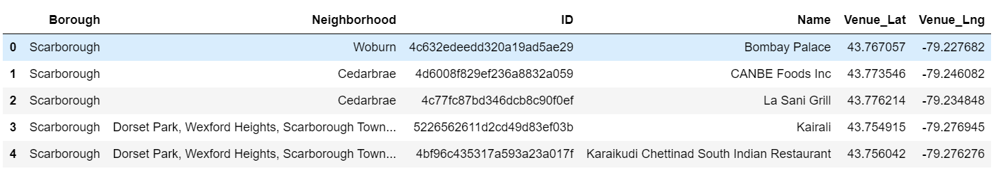 Borough Neighborhood ID Name Venue_Lat Venue_Lng
0 Scarborough Woburn 4c632edeedd320a19ad5ae29 Bombay Palace 43.767057 -79.227682
1 Scarborough Cedarbrae 4d6008f829ef236a8832a059 CANBE Foods Inc 43.773546 -79.246082
2 Scarborough Cedarbrae 4c77fc87bd346dcb8c90f0ef La Sani Grill 43.776214 -79.234848
3 Scarborough Dorset Park, Wexford Heights, Scarborough Town... 5226562611d2cd49d83ef03b Kairali 43.754915 -79.276945
4 Scarborough Dorset Park, Wexford Heights, Scarborough Town... 4bf96c435317a593a23a017f Karaikudi Chettinad South Indian Restaurant 43.756042 -79.276276